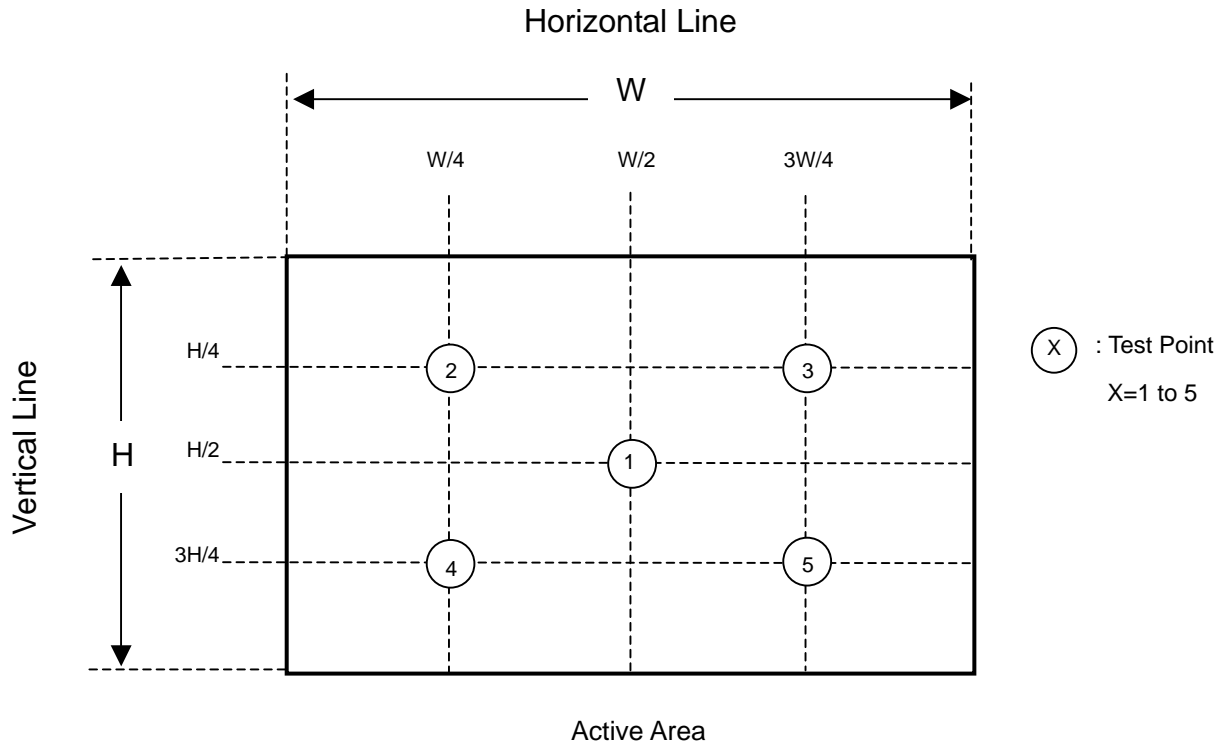 Horizontal Line
W
W/4 W/2 3W/4
H/4
2 3
X : Test Point
X=1 to 5
Vertical Line
H
H/2
1
3H/4
4 5
Active Area